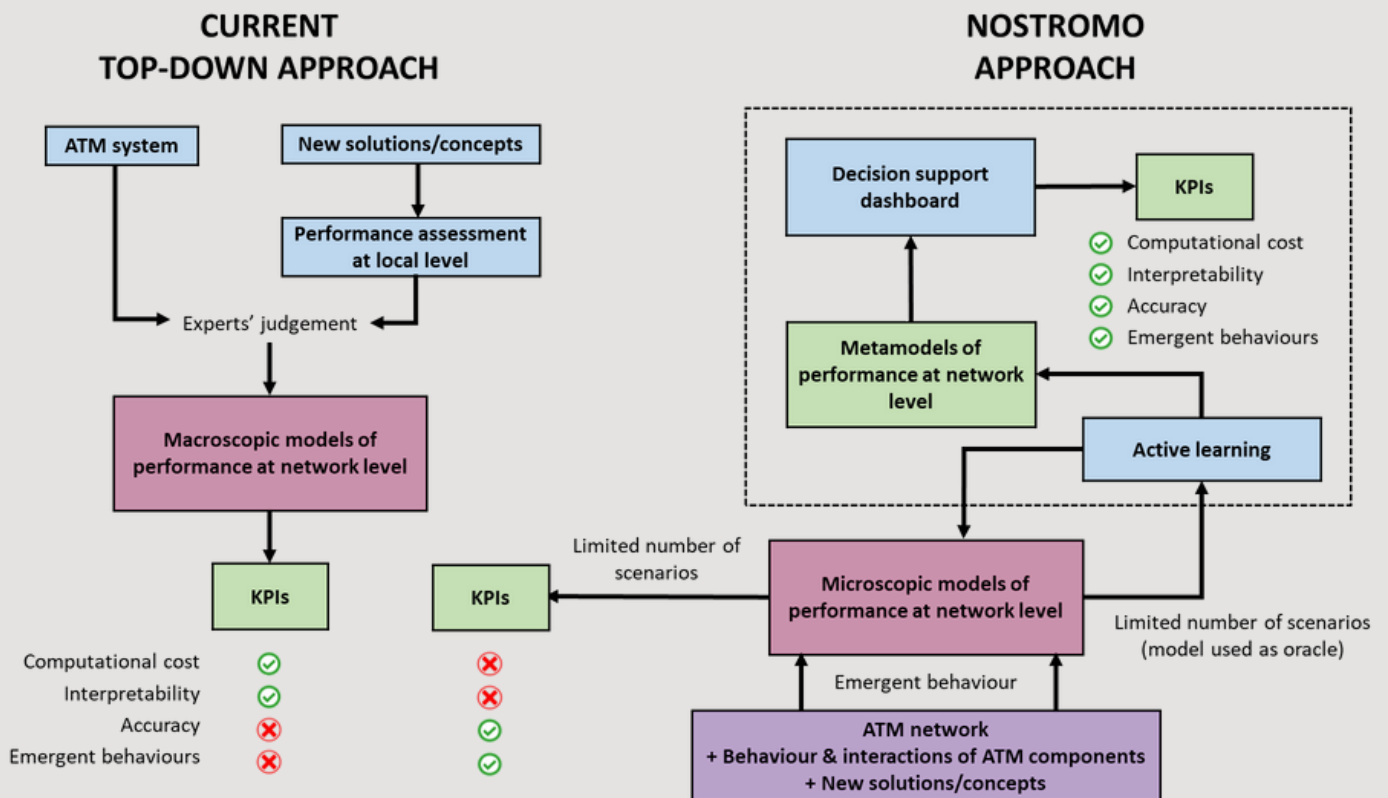 CURRENT
TOP-DOWN APPROACH
ATM system
New solutions/concepts
Performance assessment
at local level
Experts’ judgement
Macroscopic models of
performance at network level
KPIs
KPIs
Computational cost
Interpretability
Accuracy
Emergent behaviours
NOSTROMO
APPROACH
Decision support
dashboard
KPIs
Computational cost
Interpretability
Accuracy
Emergent behaviours
Metamodels of
performance at network
level
Active learning
Limited number of
scenarios
Microscopic models of
performance at network level
Limited number of scenarios
(model used as oracle)
Emergent behaviour
ATM network
+ Behaviour & interactions of ATM components
+ New solutions/concepts